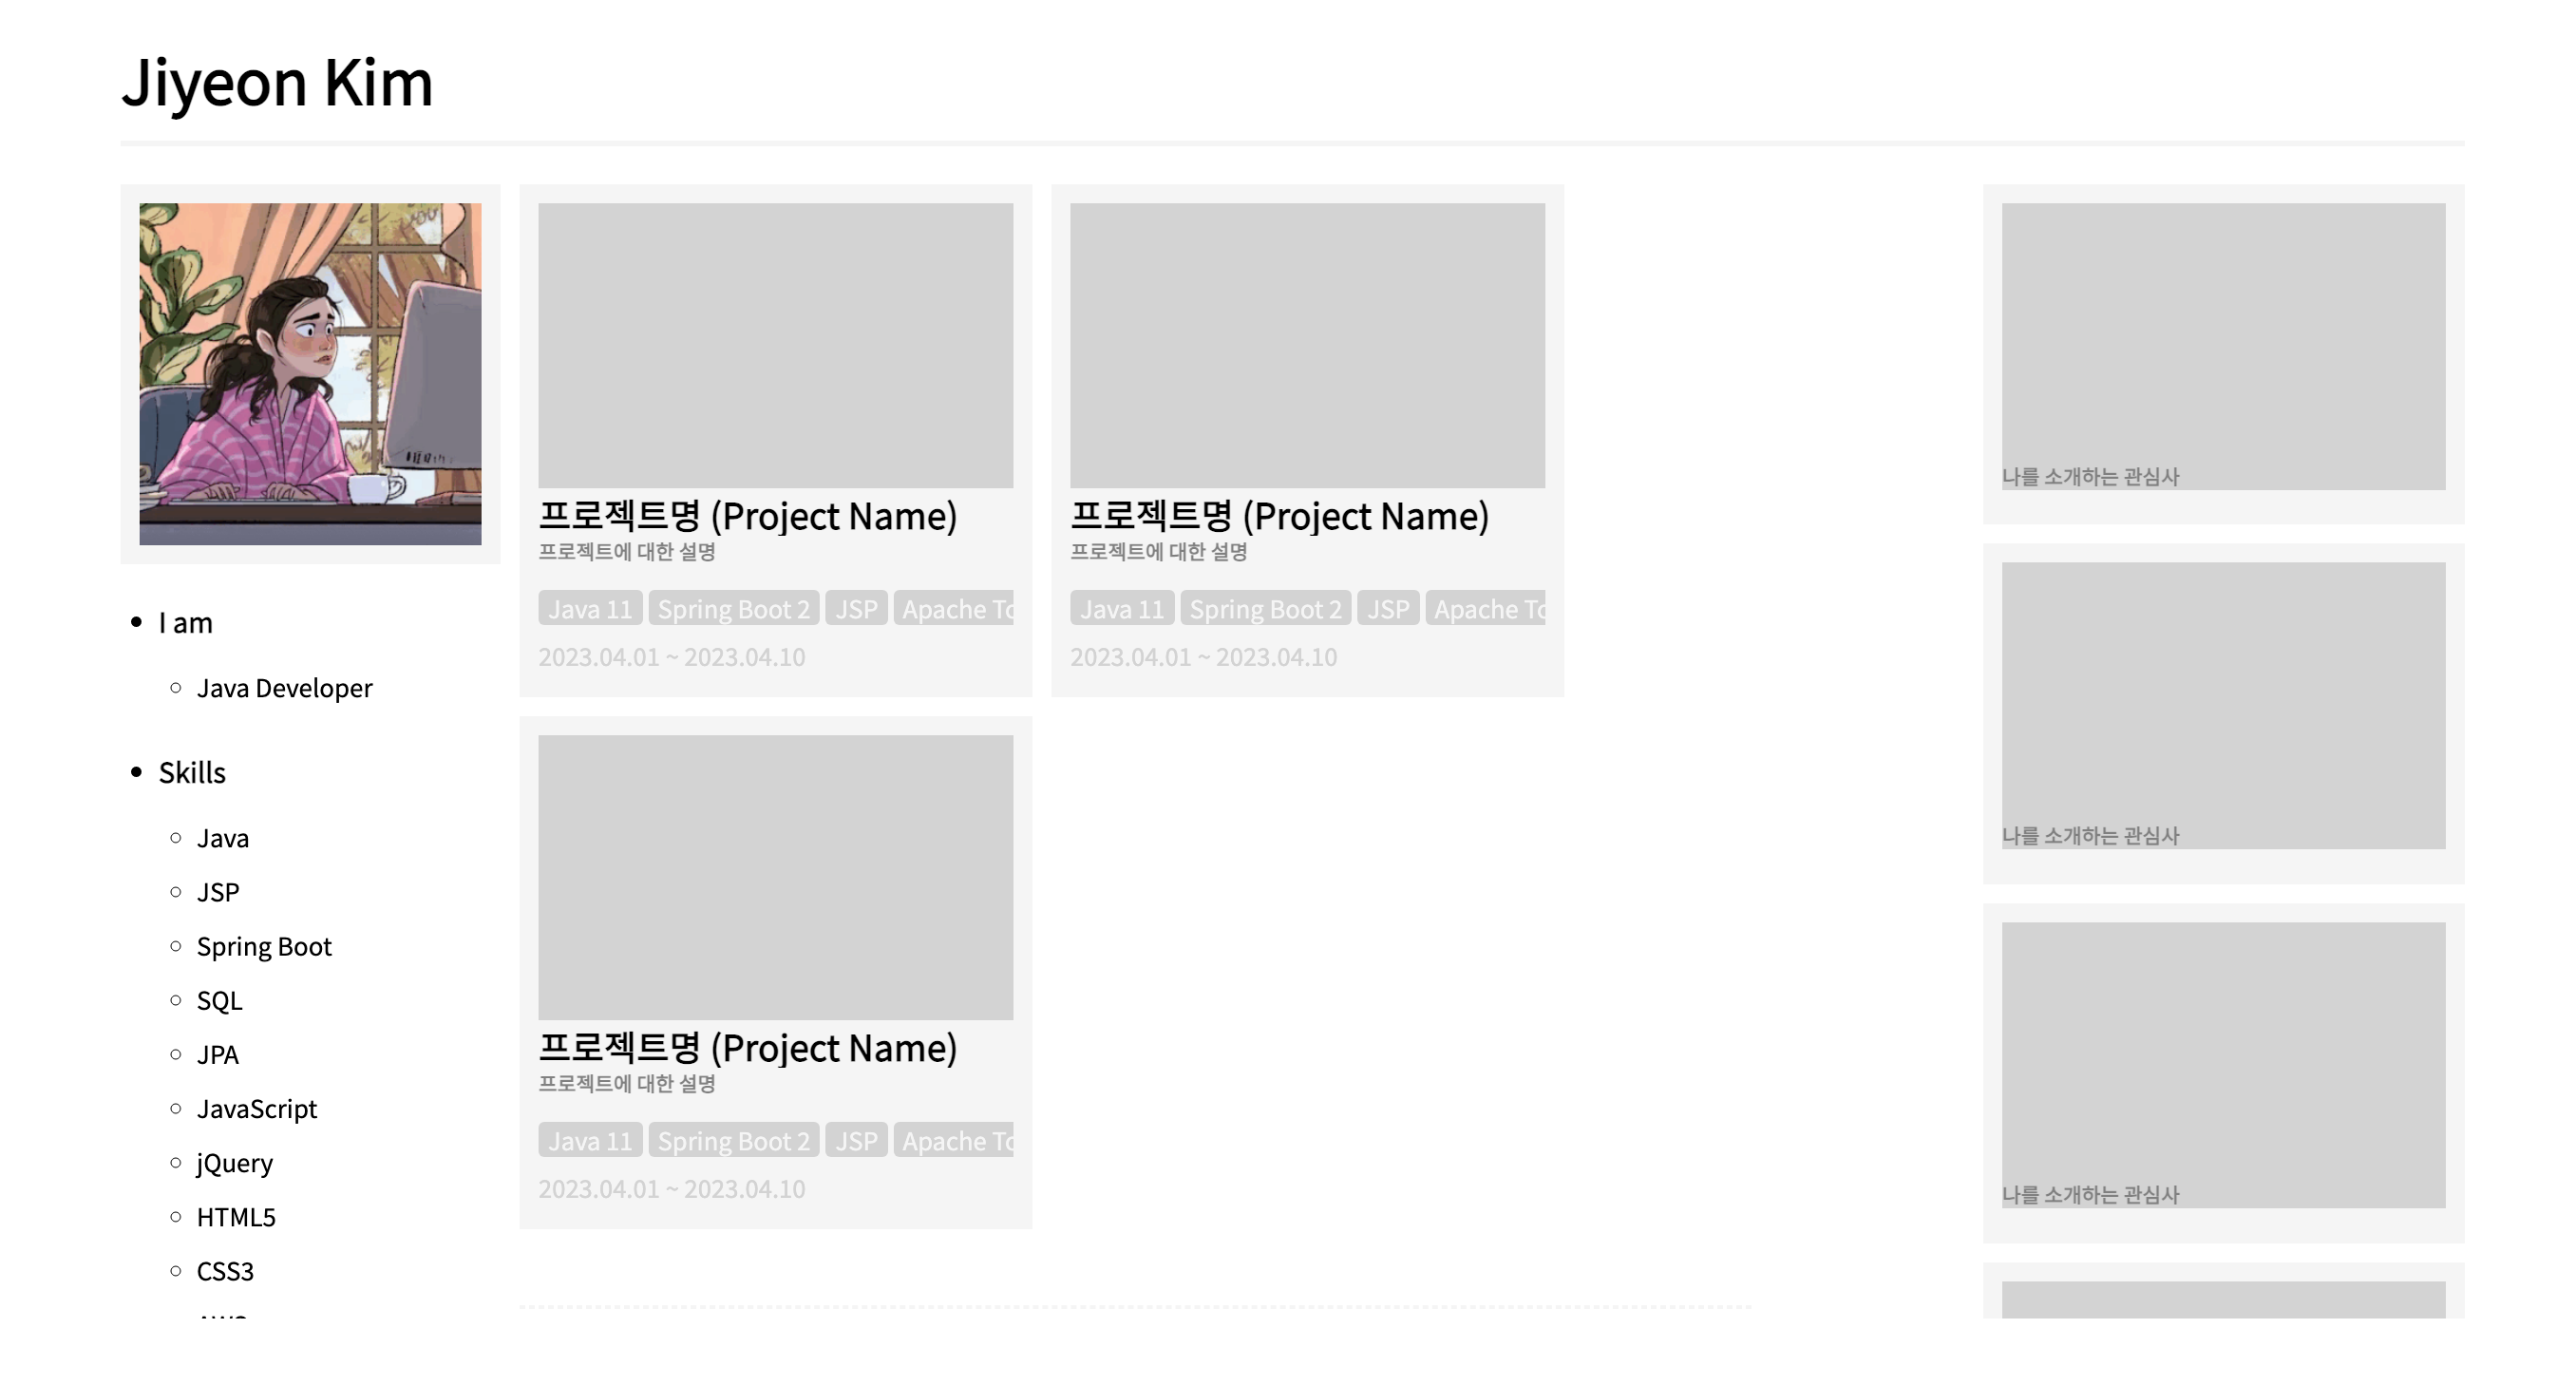 Jiyeon Kim
I am
Java Developer
Skills
Java
JSP
Spring Boot
SQL
JPA
JavaScript
jQuery
HTML5
CSS3
프로젝트명 (Project Name)
프로젝트에 대한 설명
Java 11 Spring Boot 2 JSP Apache
2023.04.01 ~ 2023.04.10
프로젝트명 (Project Name)
프로젝트에 대한 설명
Java 11 Spring Boot 2 JSP Apache
2023.04.01 ~ 2023.04.10
프로젝트명 (Project Name)
프로젝트에 대한 설명
Java 11 Spring Boot 2 JSP Apache
2023.04.01 ~ 2023.04.10
나를 소개하는 관심사
나를 소개하는 관심사
나를 소개하는 관심사